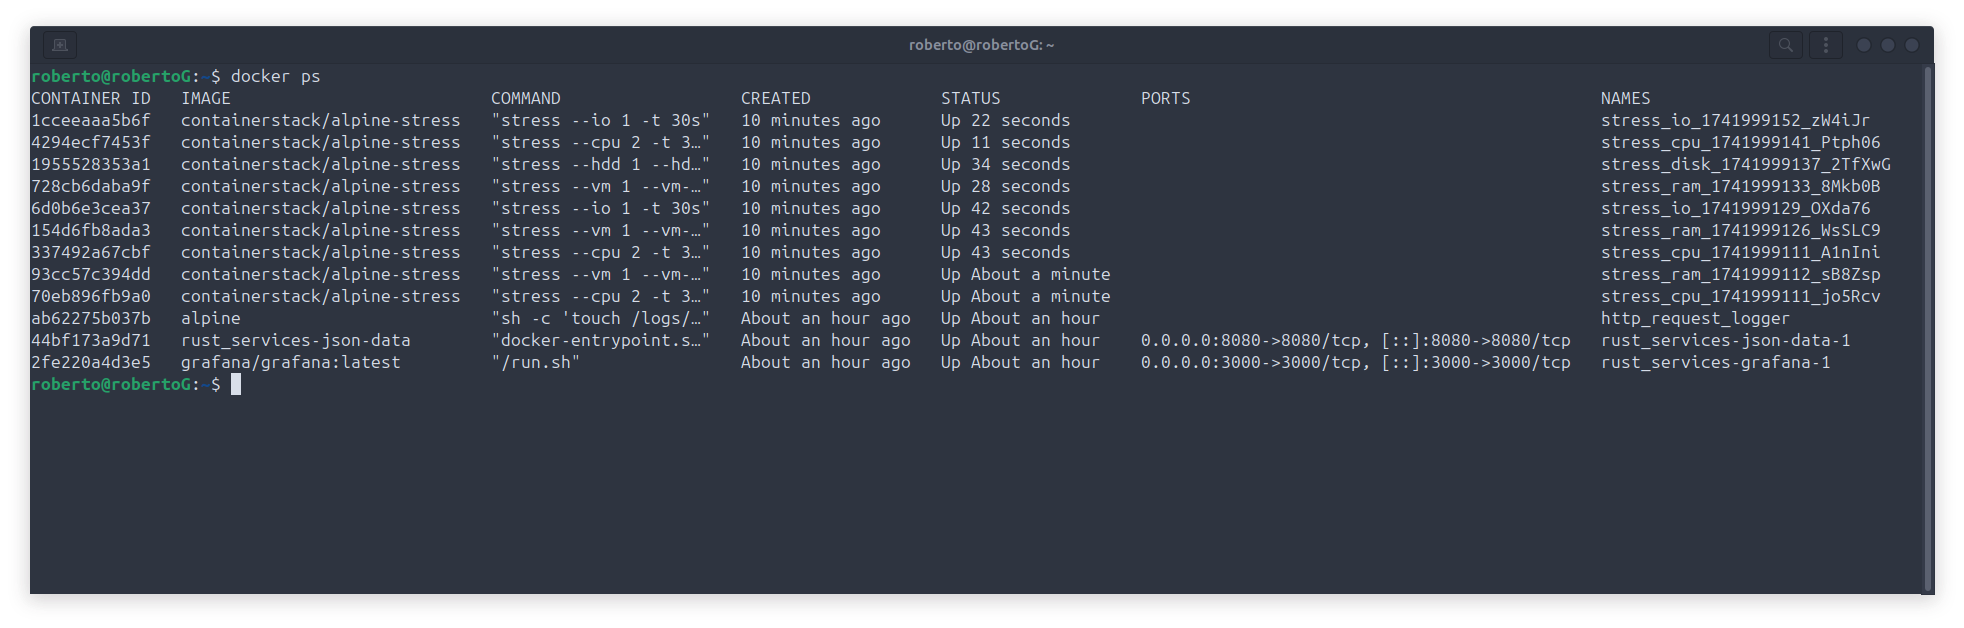 roberto@robertoG: ~
roberto@robertoG:~$ docker ps
CONTAINER ID   IMAGE                          COMMAND                  CREATED             STATUS              PORTS                                         NAMES
1cceeaaa5b6f   containerstack/alpine-stress   "stress --io 1 -t 30s"   10 minutes ago      Up 22 seconds                                                     stress_io_1741999152_zW4iJr
4294ecf7453f   containerstack/alpine-stress   "stress --cpu 2 -t 3…"   10 minutes ago      Up 11 seconds                                                     stress_cpu_1741999141_Ptph06
1955528353a1   containerstack/alpine-stress   "stress --hdd 1 --hd…"   10 minutes ago      Up 34 seconds                                                     stress_disk_1741999137_2TfXwG
728cb6daba9f   containerstack/alpine-stress   "stress --vm 1 --vm-…"   10 minutes ago      Up 28 seconds                                                     stress_ram_1741999133_8Mkb0B
6d0b6e3cea37   containerstack/alpine-stress   "stress --io 1 -t 30s"   10 minutes ago      Up 42 seconds                                                     stress_io_1741999129_OXda76
154d6fb8ada3   containerstack/alpine-stress   "stress --vm 1 --vm-…"   10 minutes ago      Up 43 seconds                                                     stress_ram_1741999126_WsSLC9
337492a67cbf   containerstack/alpine-stress   "stress --cpu 2 -t 3…"   10 minutes ago      Up 43 seconds                                                     stress_cpu_1741999111_A1nIni
93cc57c394dd   containerstack/alpine-stress   "stress --vm 1 --vm-…"   10 minutes ago      Up About a minute                                                 stress_ram_1741999112_sB8Zsp
70eb896fb9a0   containerstack/alpine-stress   "stress --cpu 2 -t 3…"   10 minutes ago      Up About a minute                                                 stress_cpu_1741999111_jo5Rcv
ab62275b037b   alpine                         "sh -c 'touch /logs/…"   About an hour ago   Up About an hour                                                  http_request_logger
44bf173a9d71   rust_services-json-data        "docker-entrypoint.s…"   About an hour ago   Up About an hour    0.0.0.0:8080->8080/tcp, [::]:8080->8080/tcp   rust_services-json-data-1
2fe220a4d3e5   grafana/grafana:latest         "/run.sh"                About an hour ago   Up About an hour    0.0.0.0:3000->3000/tcp, [::]:3000->3000/tcp   rust_services-grafana-1
roberto@robertoG:~$